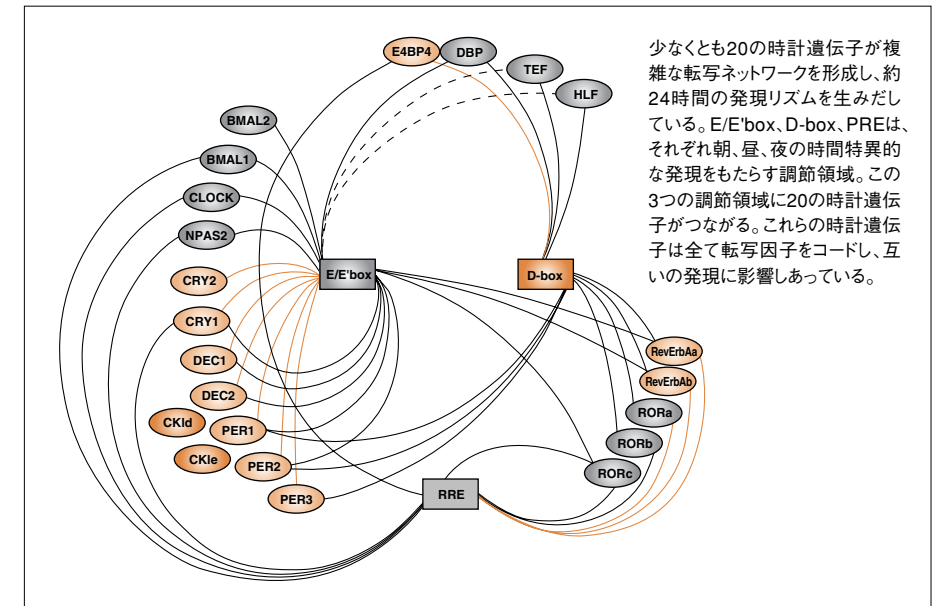 E4BP4
DBP
TEF
HLF
少なくとも20の時計遺伝子が複
雑な転写ネットワークを形成し、約
24時間の発現リズムを生みだし
ている。E/E'box、D-box、PREは、
それぞれ朝、昼、夜の時間特異的
な発現をもたらす調節領域。この
3つの調節領域に20の時計遺伝
子がつながる。これらの時計遺伝
子は全て転写因子をコードし、互
いの発現に影響しあっている。
BMAL2
BMAL1
CLOCK
NPAS2
CRY2
CRY1
DEC1
DEC2
CKId
PER1
CKIe
PER2
PER3
E/E'box
D-box
RRE
RevErbAa
RevErbAb
RORa
RORb
RORc